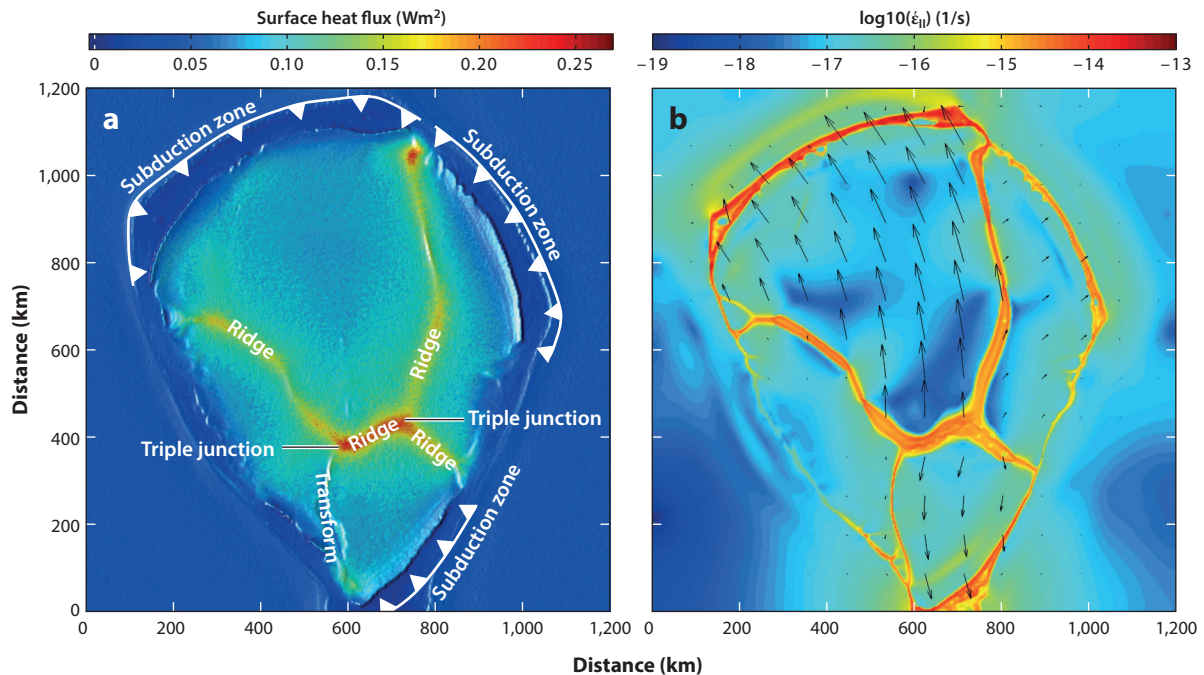 Surface heat flux (Wm²)
0 0.05 0.10 0.15 0.20 0.25
log10(ε̇II) (1/s)
−19 −18 −17 −16 −15 −14 −13
a
b
1,200
1,000
800
600
400
200
0
Distance (km)
Subduction zone
Subduction zone
Ridge
Ridge
Triple junction
Ridge
Triple junction
Ridge
Transform
Subduction zone
0 200 400 600 800 1,000 1,200
0 200 400 600 800 1,000 1,200
Distance (km)